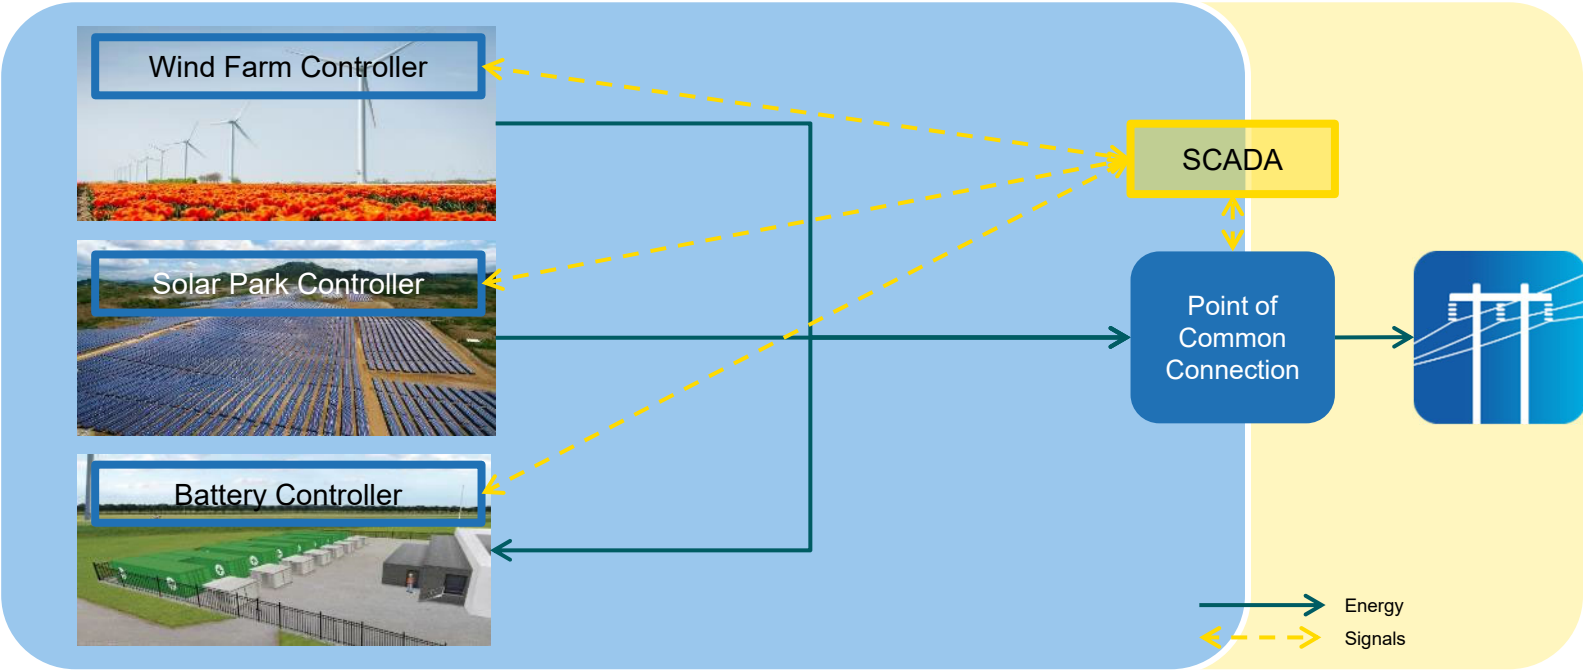 Wind Farm Controller
SCADA
Solar Park Controller
Point of
Common
Connection
Battery Controller
Energy
Signals